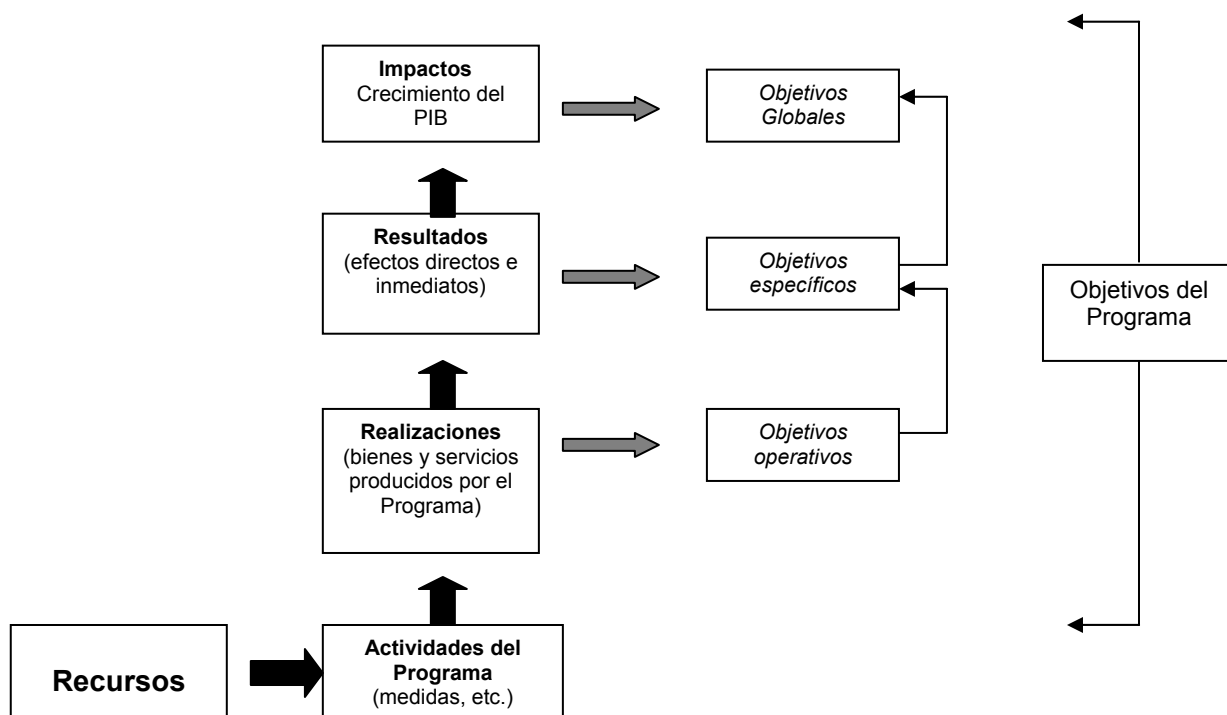 Impactos
Crecimiento del
PIB
Objetivos
Globales
Resultados
(efectos directos e
inmediatos)
Objetivos
específicos
Objetivos del
Programa
Realizaciones
(bienes y servicios
producidos por el
Programa)
Objetivos
operativos
Recursos
Actividades del
Programa
(medidas, etc.)